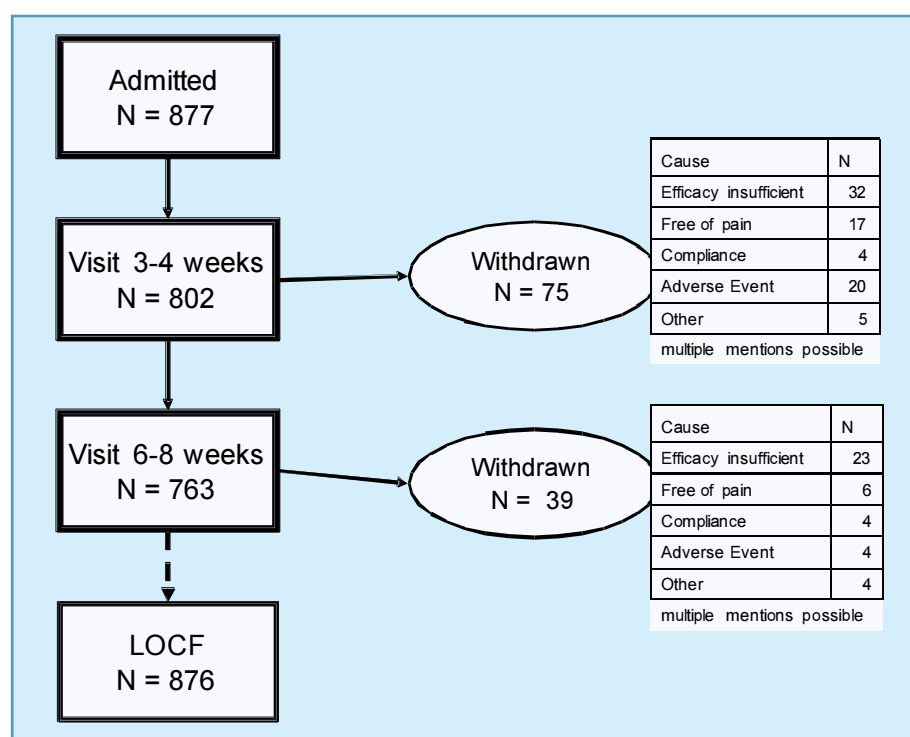 Admitted
N = 877
Visit 3-4 weeks
N = 802
Withdrawn
N = 75
Cause N
Efficacy insufficient 32
Free of pain 17
Compliance 4
Adverse Event 20
Other 5
multiple mentions possible
Visit 6-8 weeks
N = 763
Withdrawn
N = 39
Cause N
Efficacy insufficient 23
Free of pain 6
Compliance 4
Adverse Event 4
Other 4
multiple mentions possible
LOCF
N = 876